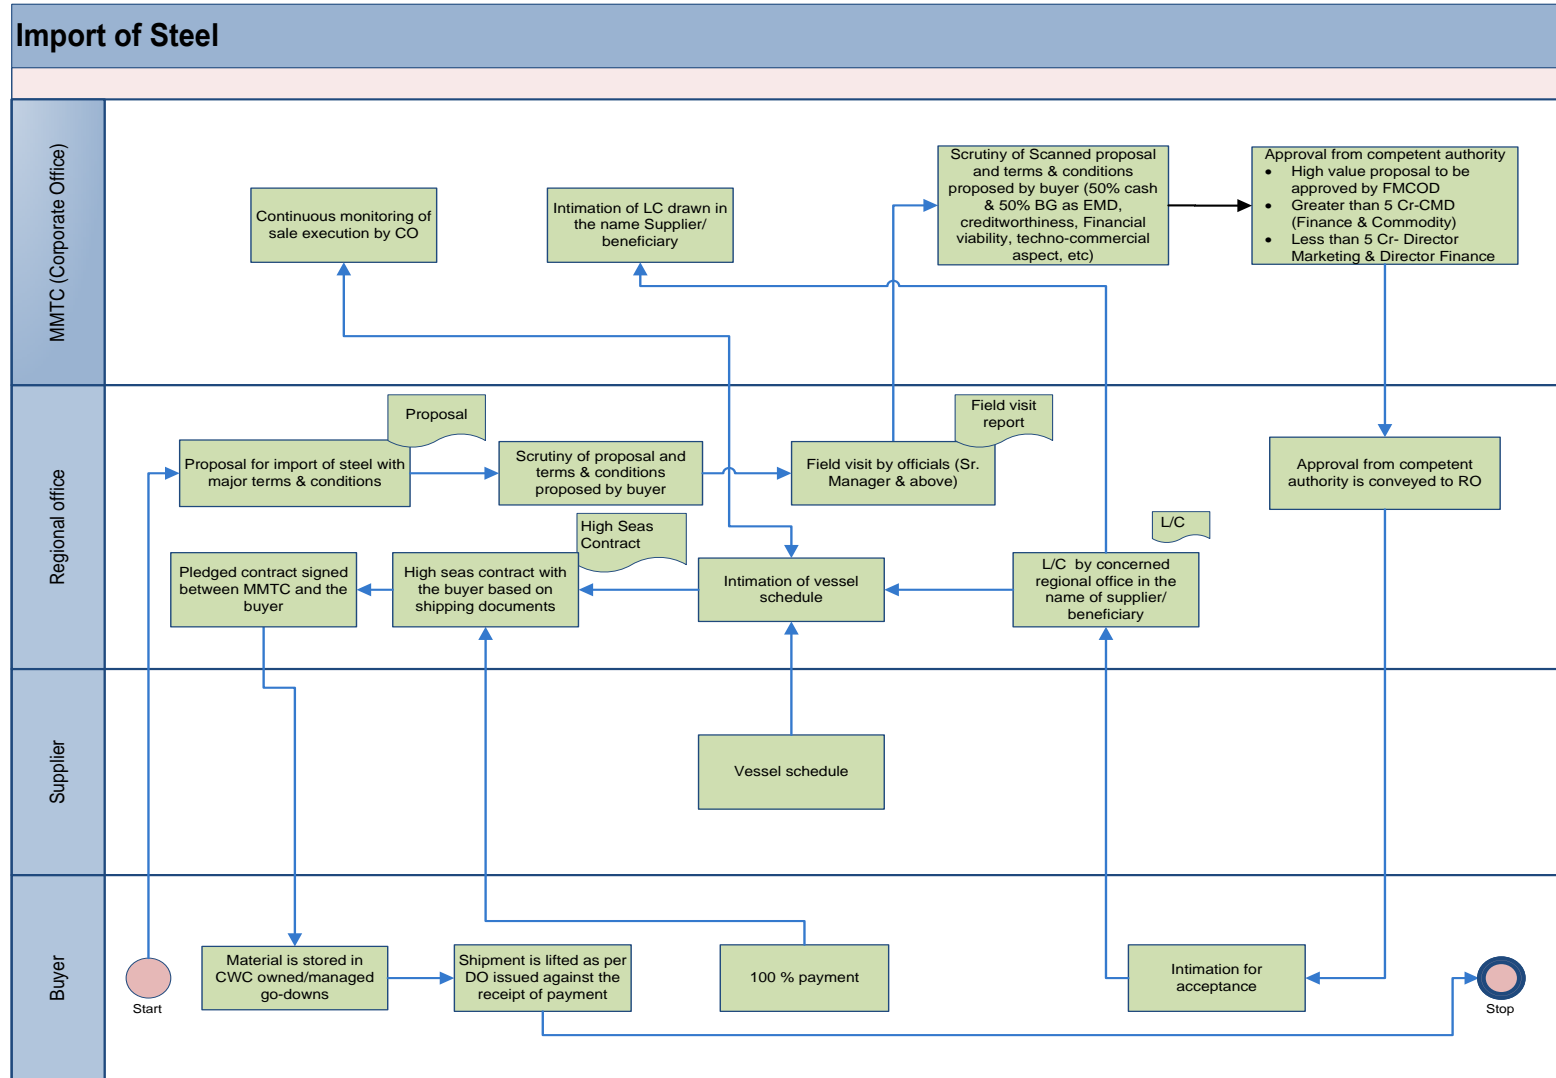 Import of Steel
MMTC (Corporate Office)
Continuous monitoring of
sale execution by CO
Intimation of LC drawn in
the name Supplier/
beneficiary
Scrutiny of Scanned proposal
and terms & conditions
proposed by buyer (50% cash
& 50% BG as EMD,
creditworthiness, Financial
viability, techno-commercial
aspect, etc)
Approval from competent authority
• High value proposal to be
approved by FMCOD
• Greater than 5 Cr-CMD
(Finance & Commodity)
• Less than 5 Cr- Director
Marketing & Director Finance
Regional office
Proposal
Proposal for import of steel with
major terms & conditions
Scrutiny of proposal and
terms & conditions
proposed by buyer
Field visit
report
Field visit by officials (Sr.
Manager & above)
Approval from competent
authority is conveyed to RO
Pledged contract signed
between MMTC and the
buyer
High Seas
Contract
High seas contract with
the buyer based on
shipping documents
Intimation of vessel
schedule
L/C
L/C by concerned
regional office in the
name of supplier/
beneficiary
Supplier
Vessel schedule
Buyer
Start
Material is stored in
CWC owned/managed
go-downs
Shipment is lifted as per
DO issued against the
receipt of payment
100 % payment
Intimation for
acceptance
Stop